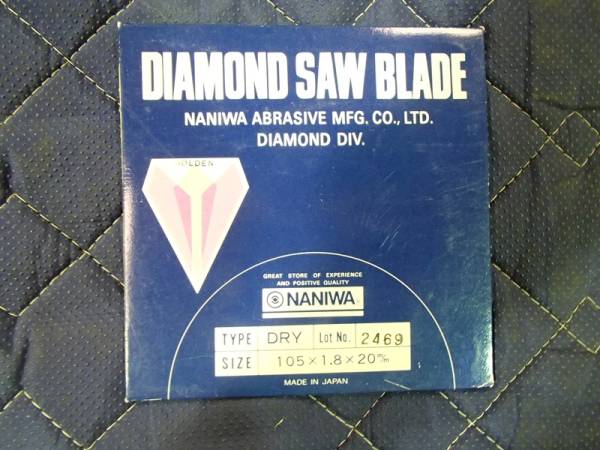 DIAMOND SAW BLADE
NANIWA ABRASIVE MFG. CO., LTD.
DIAMOND DIV.
GOLDEN
GREAT STORE OF EXPERIENCE
AND POSITIVE QUALITY
NANIWA
TYPE DRY Lot No. 2469
SIZE 105×1.8×20m/m
MADE IN JAPAN